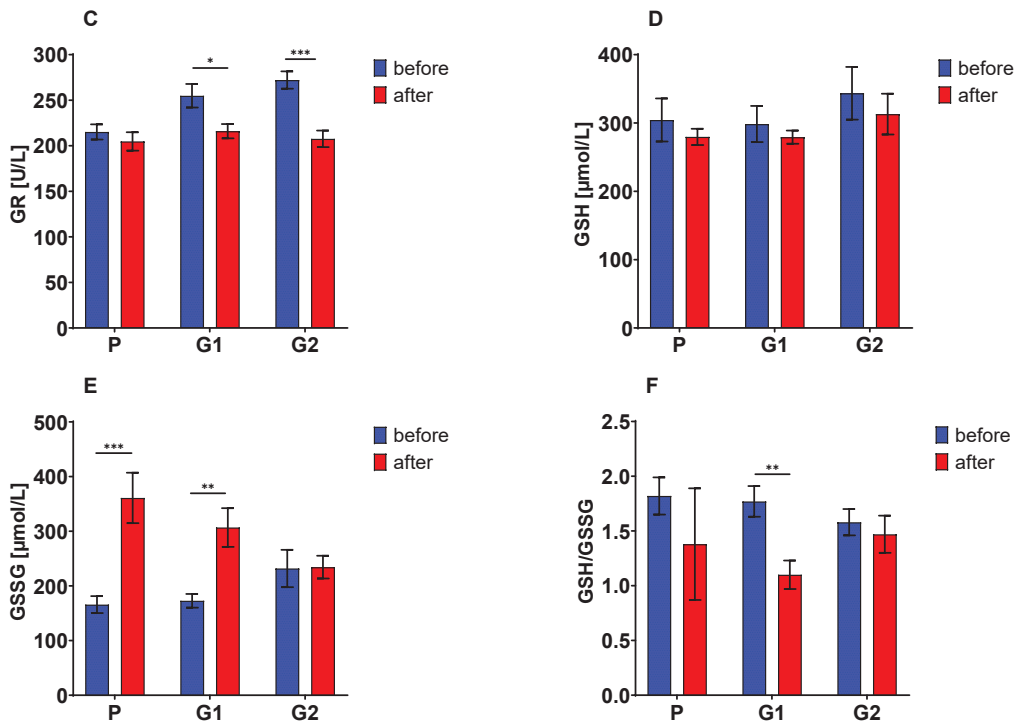 C
GR [U/L]
300
250
200
150
100
50
0
*
***
before
after
P G1 G2
D
GSH [µmol/L]
400
300
200
100
0
before
after
P G1 G2
E
GSSG [µmol/L]
500
400
300
200
100
0
***
**
before
after
P G1 G2
F
GSH/GSSG
2.5
2.0
1.5
1.0
0.5
0.0
**
before
after
P G1 G2